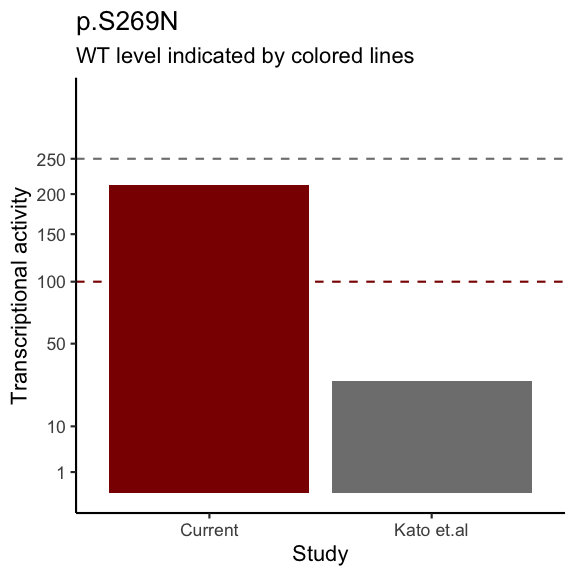 p.S269N
WT level indicated by colored lines
Transcriptional activity
250
200
150
100
50
10
1
Current
Kato et.al
Study